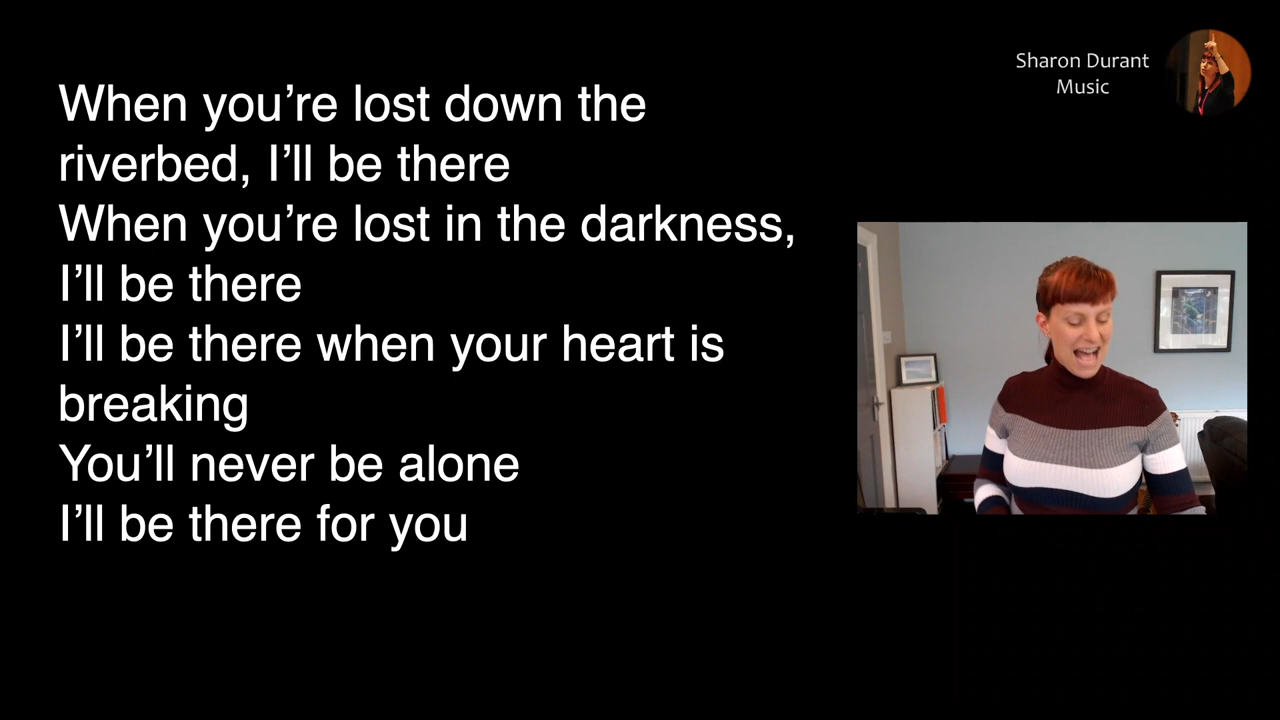 When you’re lost down the
riverbed, I’ll be there
When you’re lost in the darkness,
I’ll be there
I’ll be there when your heart is
breaking
You’ll never be alone
I’ll be there for you
Sharon Durant
Music